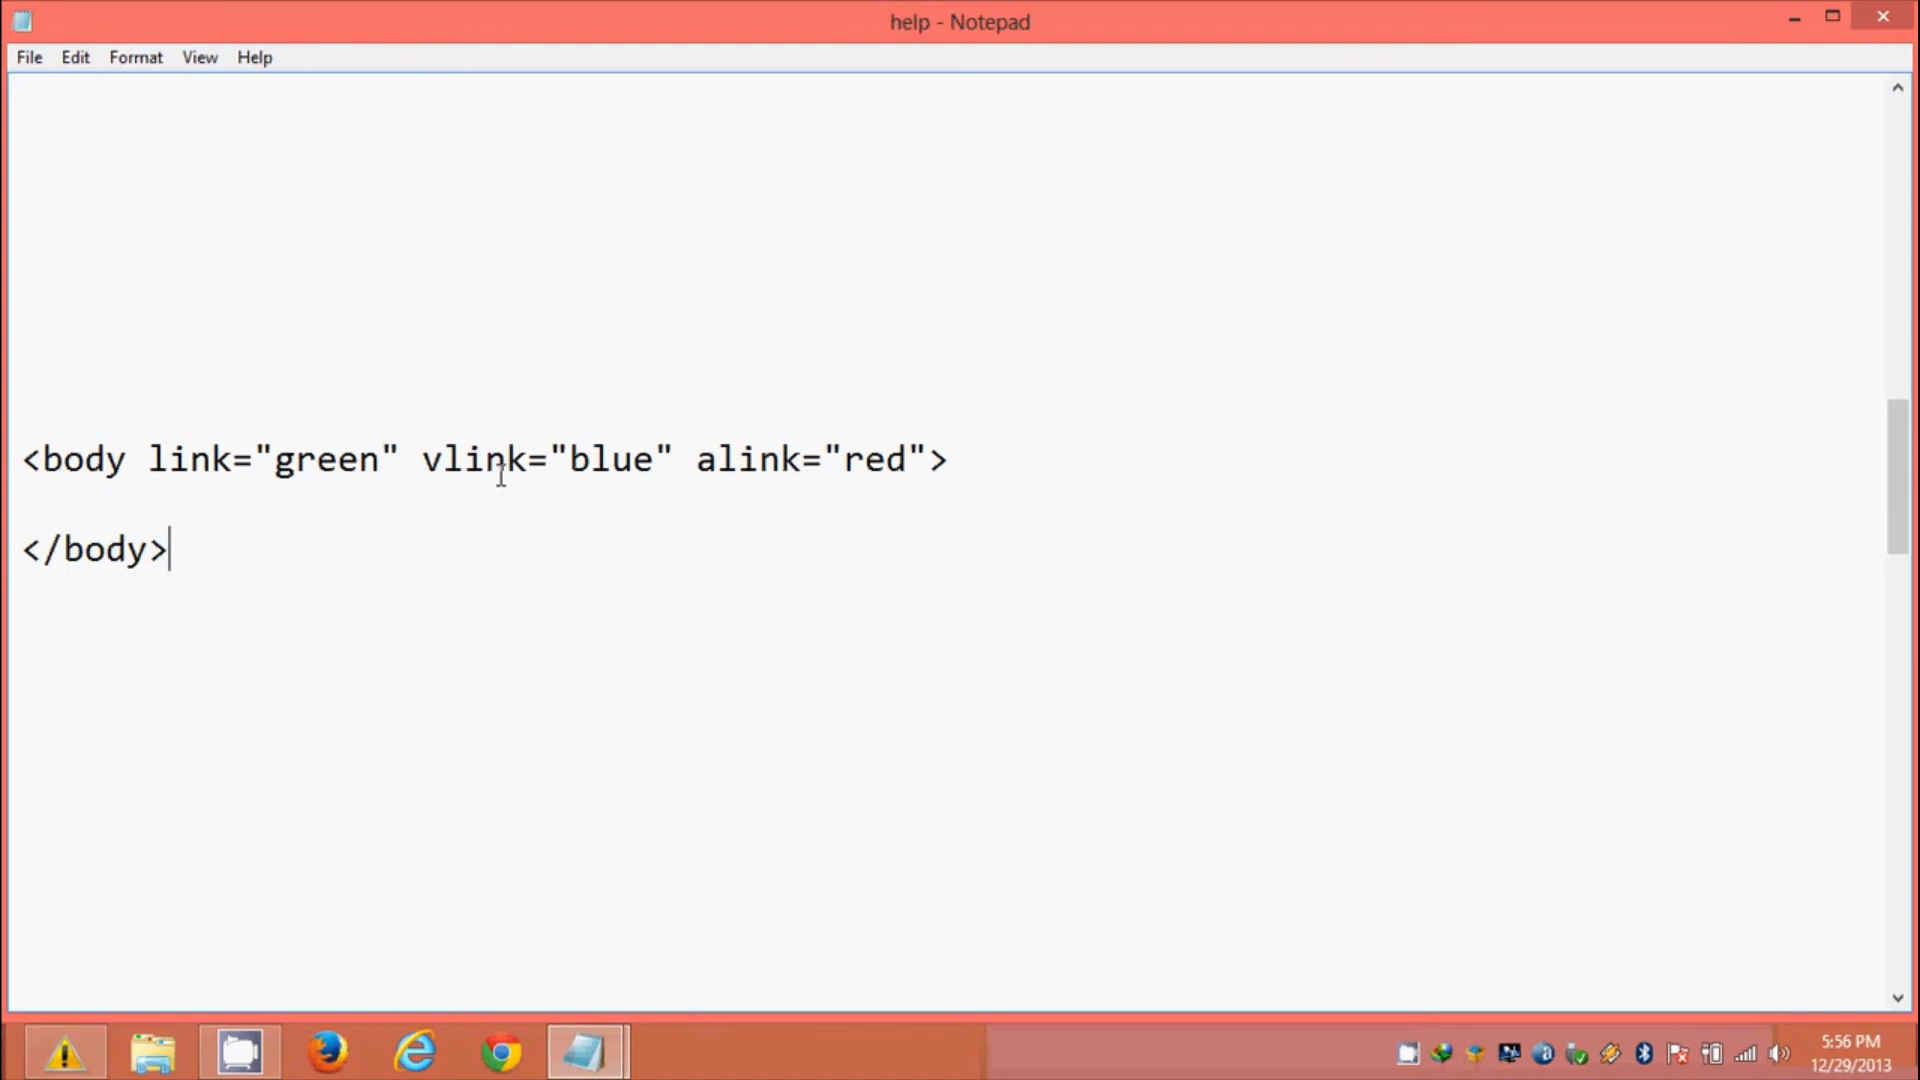 help - Notepad
File Edit Format View Help
<body link="green" vlink="blue" alink="red">
</body>
5:56 PM
12/29/2013